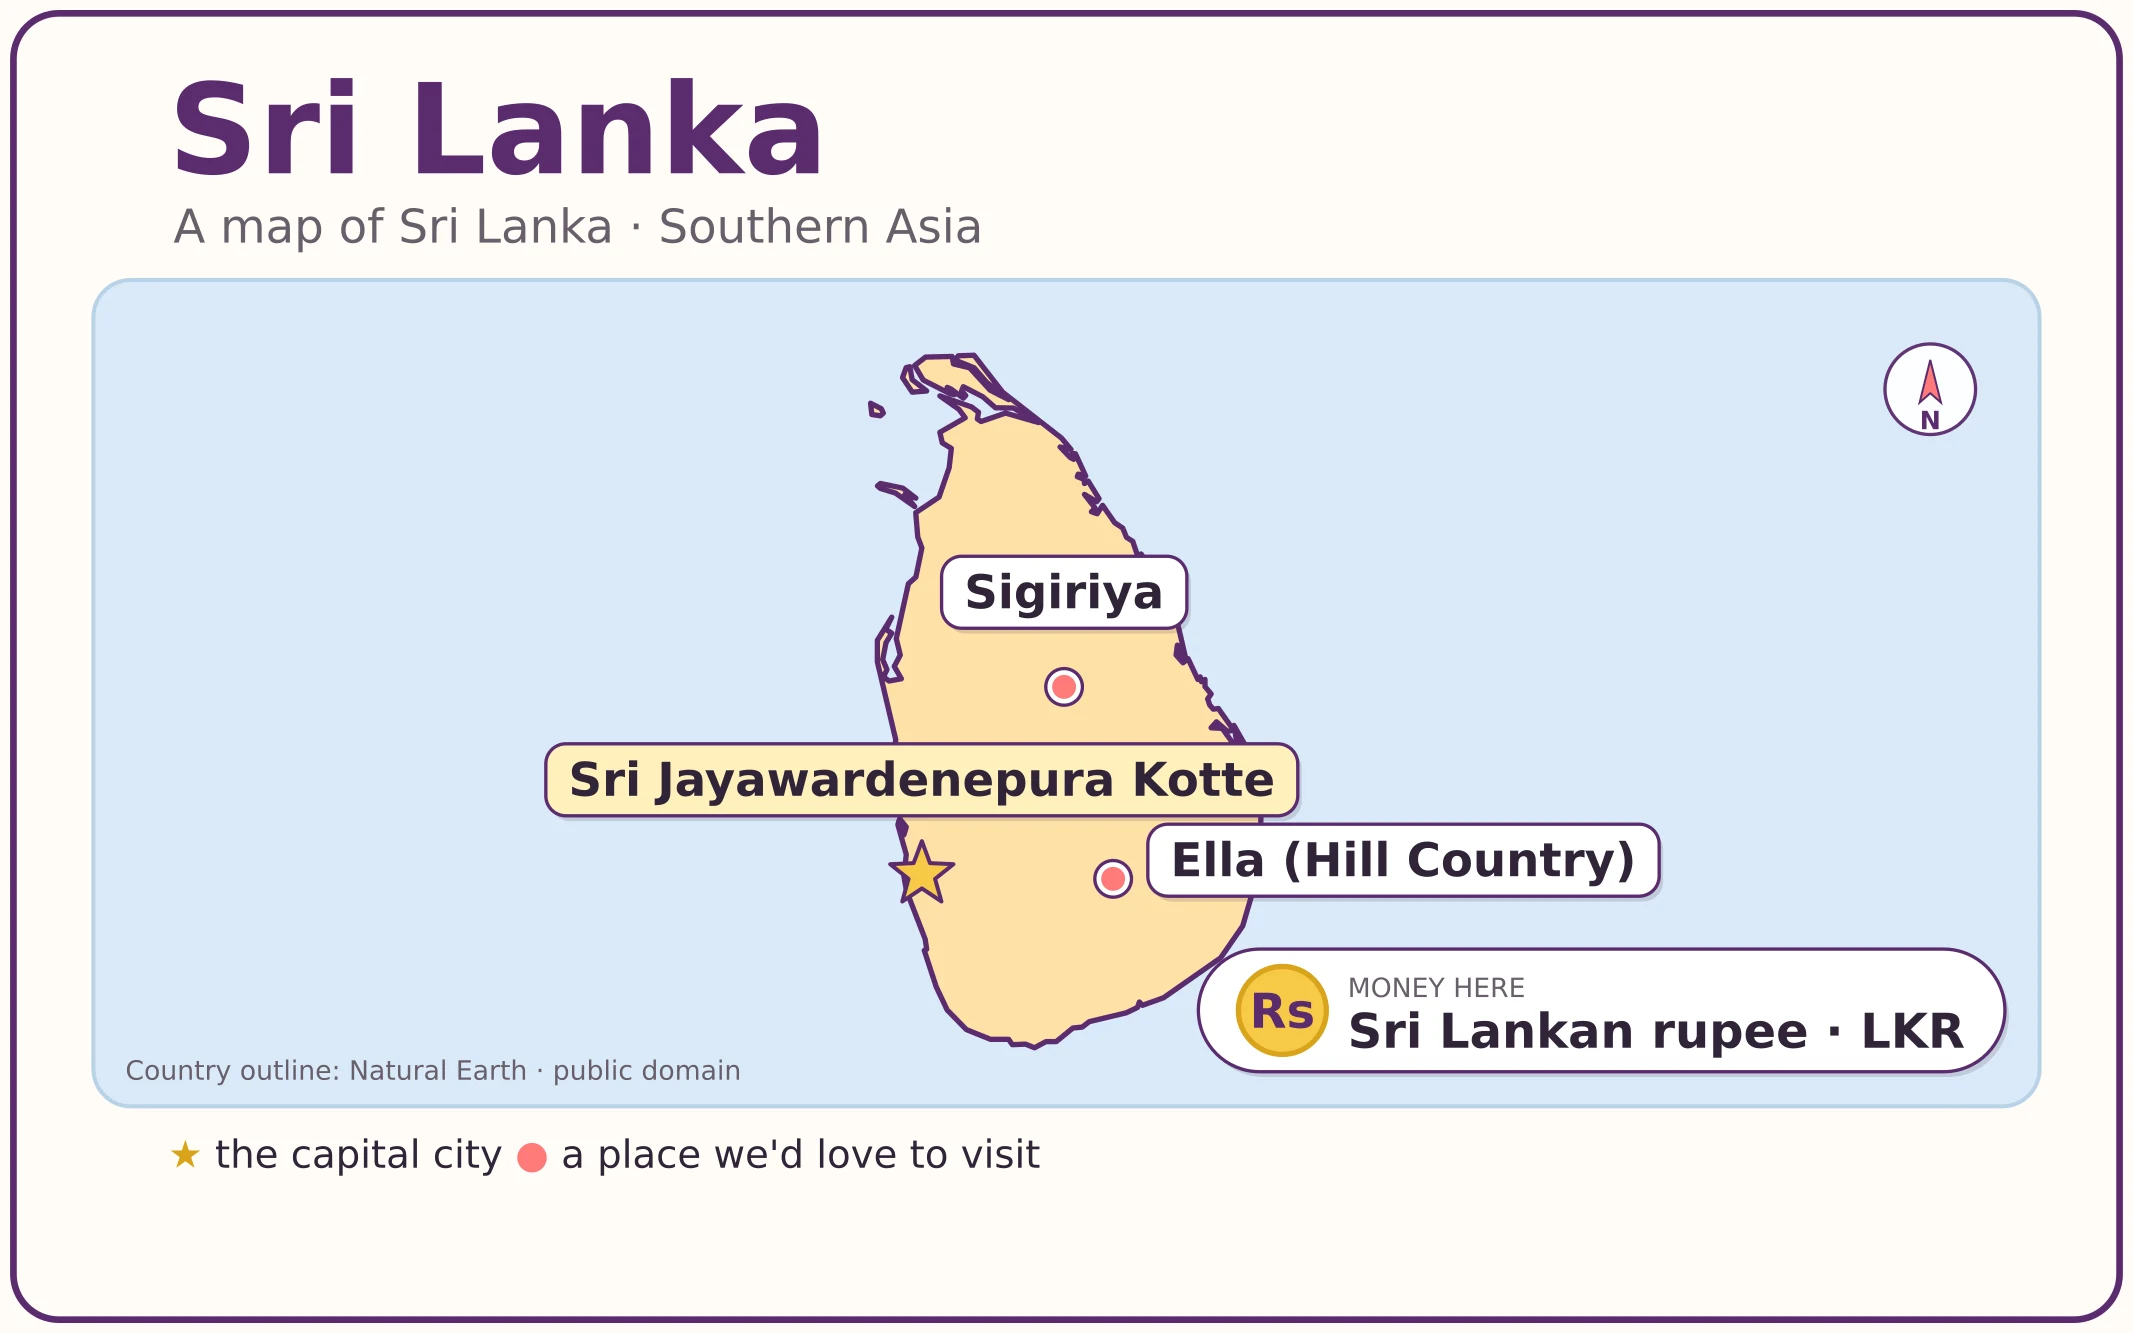 Sri Lanka
A map of Sri Lanka · Southern Asia
N
Sigiriya
Sri Jayawardenepura Kotte
Ella (Hill Country)
Rs
MONEY HERE
Sri Lankan rupee · LKR
Country outline: Natural Earth · public domain
★ the capital city ● a place we'd love to visit